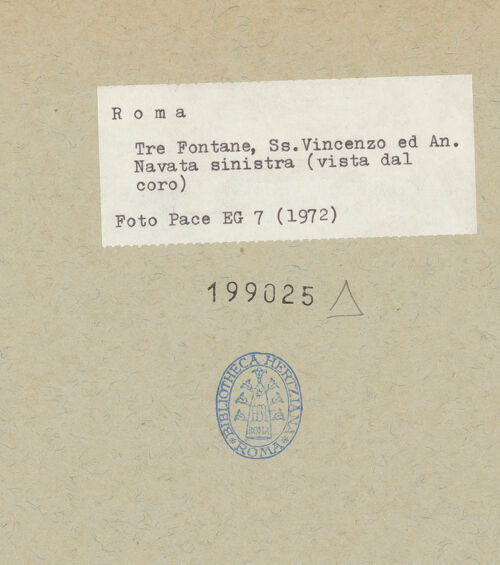 Roma
Tre Fontane, Ss.Vincenzo ed An.
Navata sinistra (vista dal
coro)
Foto Pace EG 7 (1972)
199025
BIBLIOTHECA HERTZIANA
ROMA